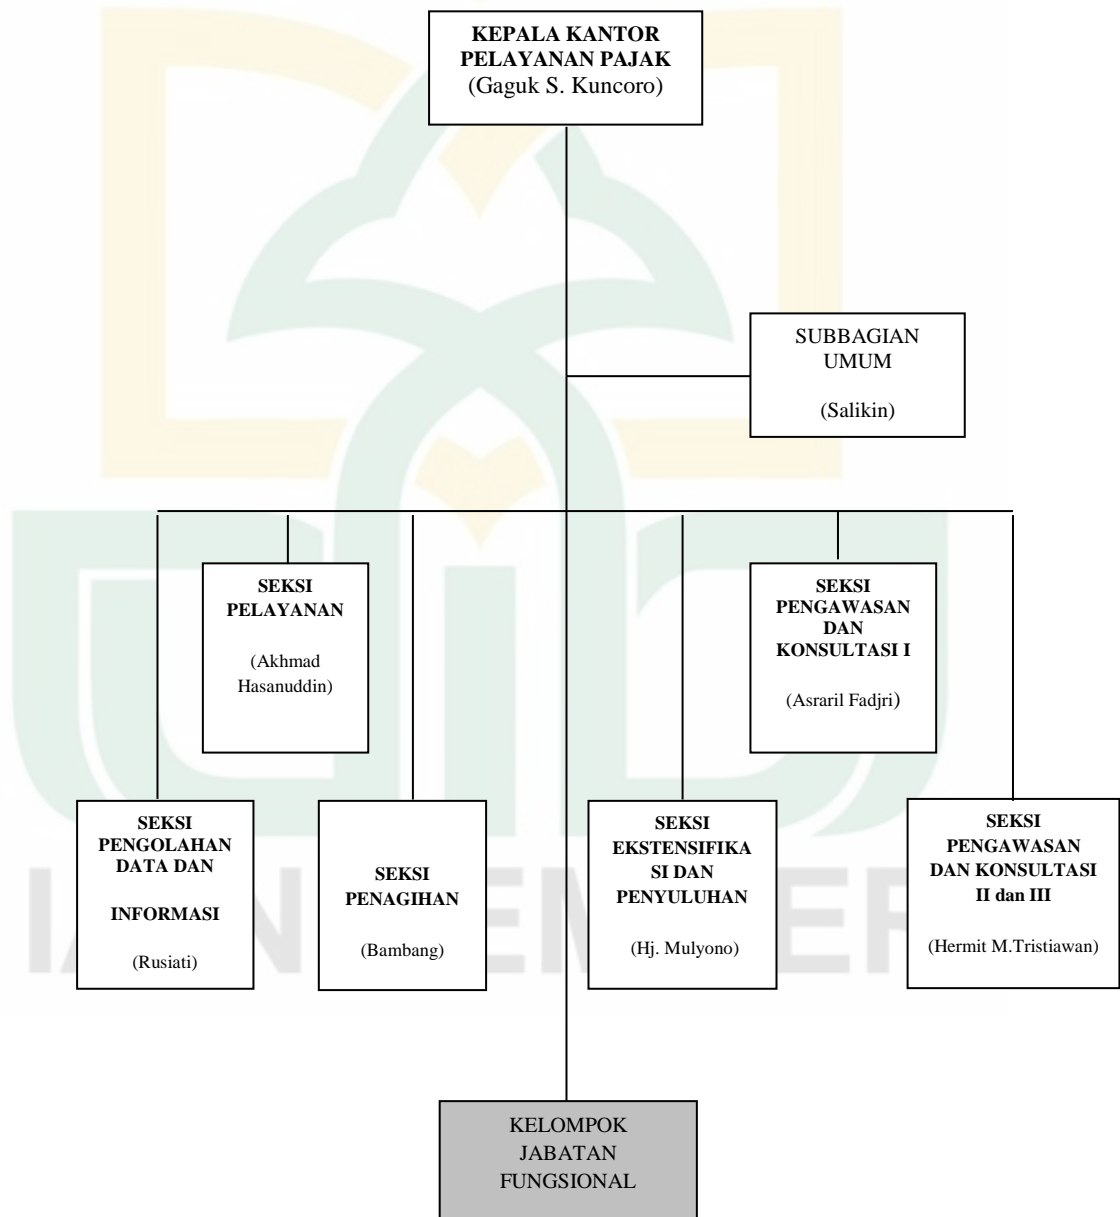 KEPALA KANTOR
PELAYANAN PAJAK
(Gaguk S. Kuncoro)
SUBBAGIAN
UMUM
(Salikin)
SEKSI
PELAYANAN
(Akhmad
Hasanuddin)
SEKSI
PENGAWASAN
DAN
KONSULTASI I
(Asraril Fadjri)
SEKSI
PENGOLAHAN
DATA DAN
INFORMASI
(Rusiati)
SEKSI
PENAGIHAN
(Bambang)
SEKSI
EKSTENSIFIKA
SI DAN
PENYULUHAN
(Hj. Mulyono)
SEKSI
PENGAWASAN
DAN KONSULTASI
II dan III
(Hermit M.Tristiawan)
KELOMPOK
JABATAN
FUNGSIONAL
IAIN JEMBER